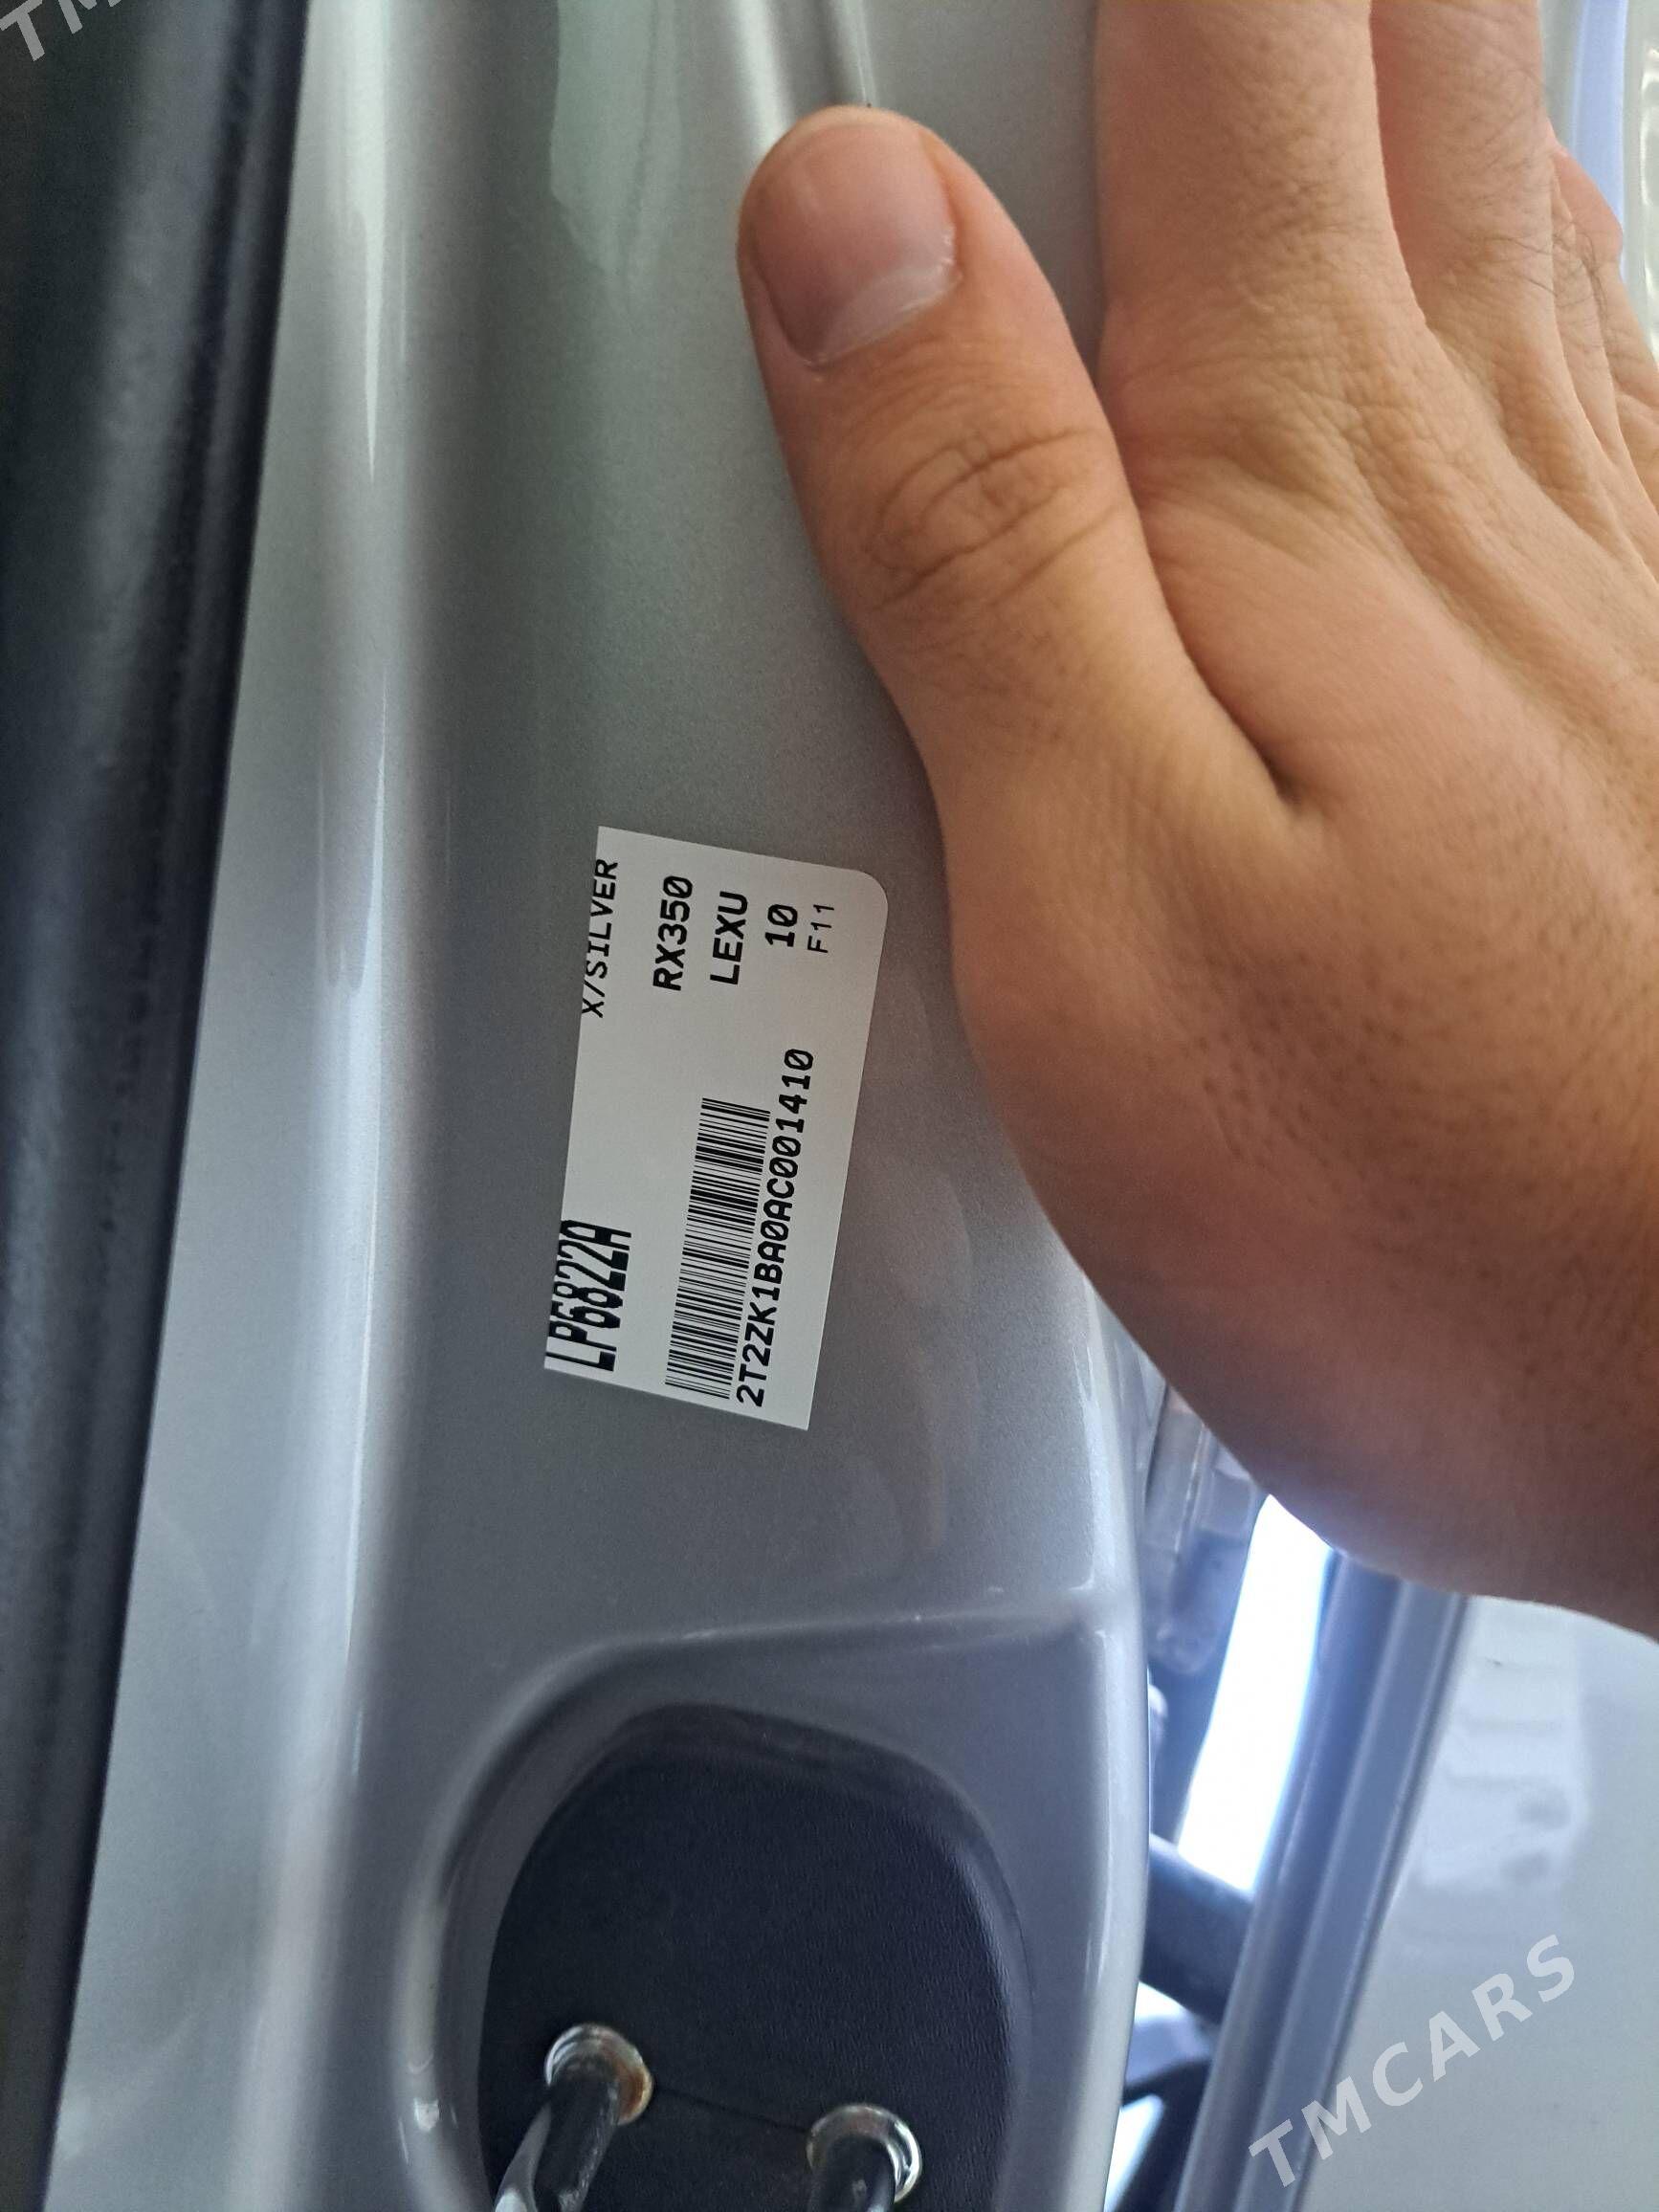 X/SILVER
LP6822A
RX350
LEXU
10
F11
2T2ZK1BA0AC001410
TMCARS